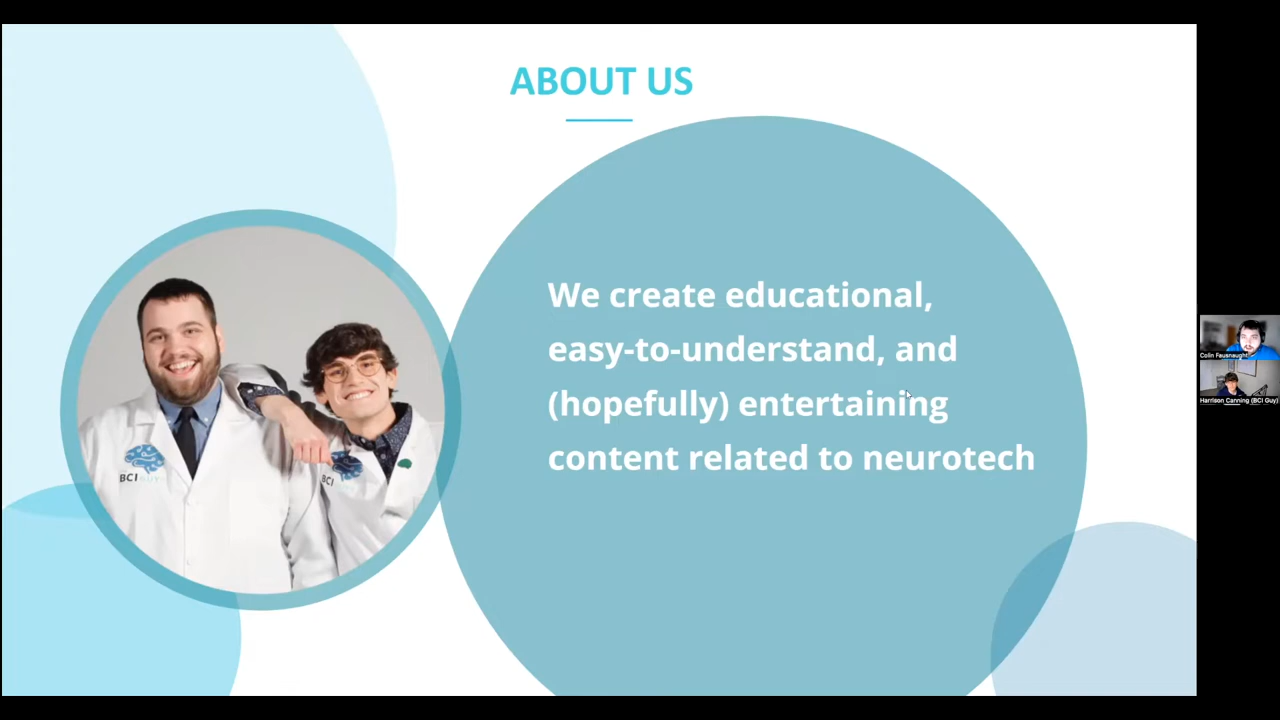 ABOUT US
We create educational,
easy-to-understand, and
(hopefully) entertaining
content related to neurotech
BCI
BCI
Colin Fausnaught
Harrison Canning (BCI Guy)